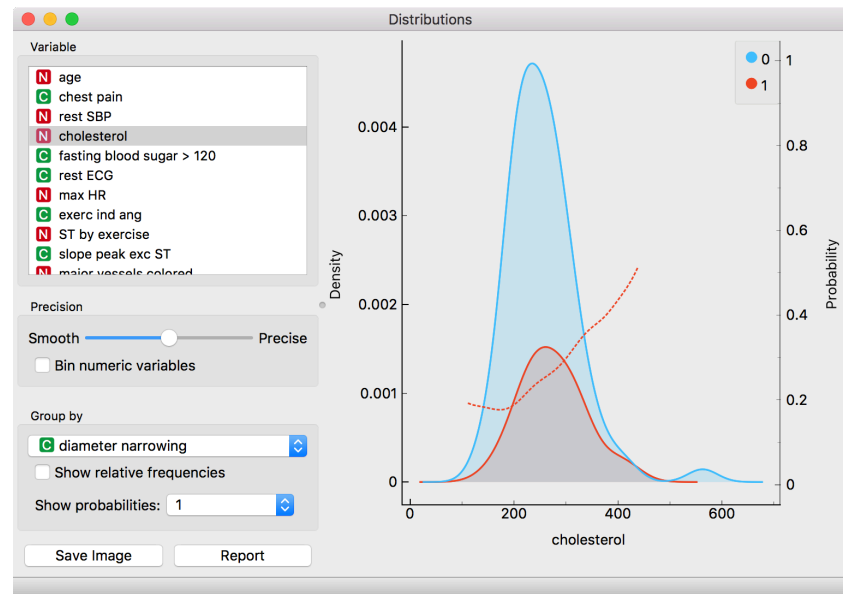 Distributions
Variable
N age
C chest pain
N rest SBP
N cholesterol
C fasting blood sugar > 120
C rest ECG
N max HR
C exerc ind ang
N ST by exercise
C slope peak exc ST
N major vessels colored
Precision
Smooth Precise
Bin numeric variables
Group by
C diameter narrowing
Show relative frequencies
Show probabilities: 1
Save Image Report
Density
0.004
0.003
0.002
0.001
0
0 200 400 600
cholesterol
0
1
1
0.8
0.6
0.4
0.2
0
Probability